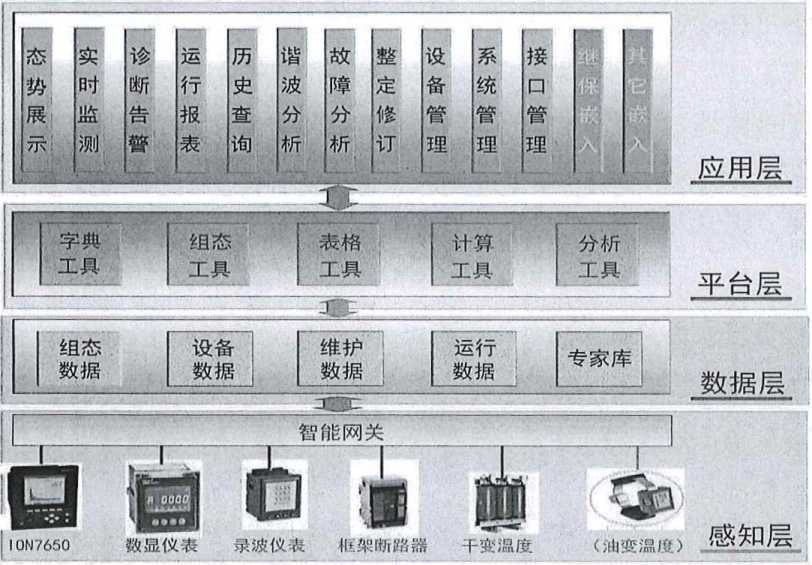 态势展示
实时监测
诊断告警
运行报表
历史查询
谐波分析
故障分析
整定修订
设备管理
系统管理
接口管理
继保嵌入
其它嵌入
应用层
字典
工具
组态
工具
表格
工具
计算
工具
分析
工具
平台层
组态
数据
设备
数据
维护
数据
运行
数据
专家库
数据层
智能网关
ION7650
数显仪表
录波仪表
框架断路器
干变温度
（油变温度）
感知层